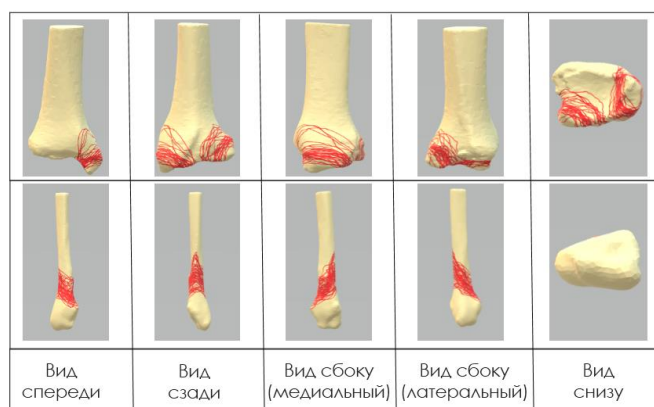 Вид
спереди
Вид
сзади
Вид сбоку
(медиальный)
Вид сбоку
(латеральный)
Вид
снизу